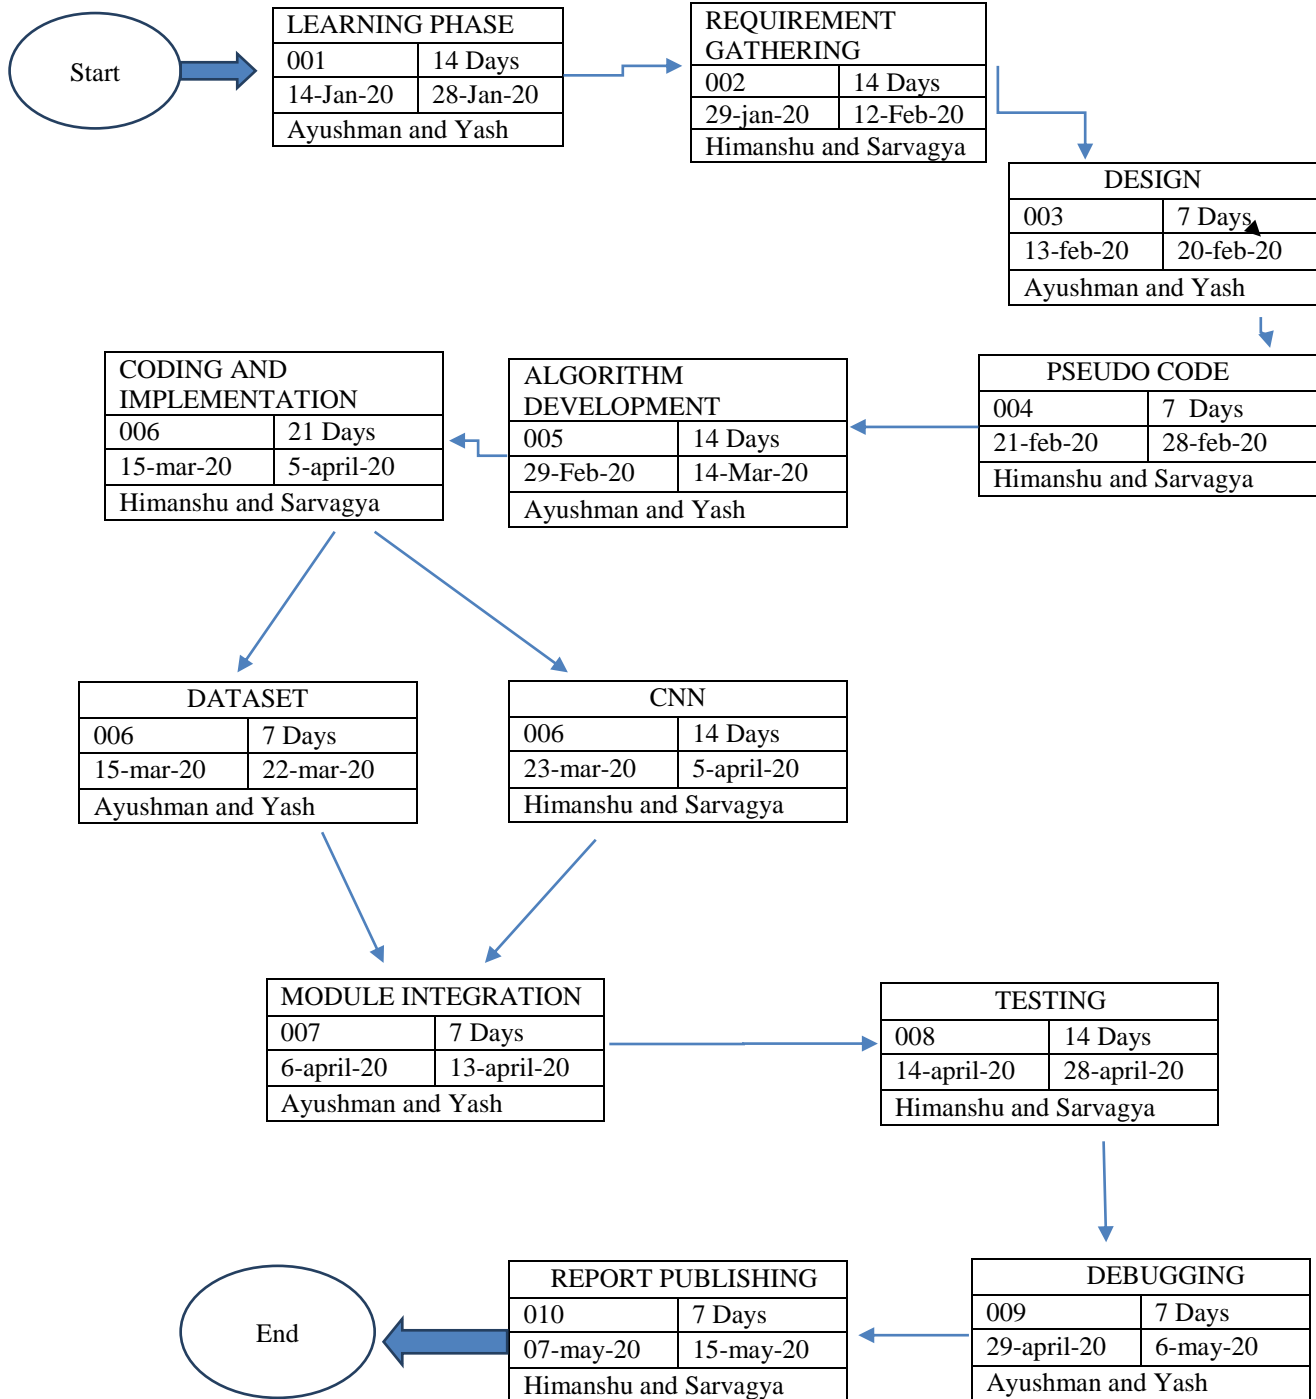 Start
LEARNING PHASE
001 14 Days
14-Jan-20 28-Jan-20
Ayushman and Yash
REQUIREMENT
GATHERING
002 14 Days
29-jan-20 12-Feb-20
Himanshu and Sarvagya
DESIGN
003 7 Days
13-feb-20 20-feb-20
Ayushman and Yash
PSEUDO CODE
004 7 Days
21-feb-20 28-feb-20
Himanshu and Sarvagya
ALGORITHM
DEVELOPMENT
005 14 Days
29-Feb-20 14-Mar-20
Ayushman and Yash
CODING AND
IMPLEMENTATION
006 21 Days
15-mar-20 5-april-20
Himanshu and Sarvagya
DATASET
006 7 Days
15-mar-20 22-mar-20
Ayushman and Yash
CNN
006 14 Days
23-mar-20 5-april-20
Himanshu and Sarvagya
MODULE INTEGRATION
007 7 Days
6-april-20 13-april-20
Ayushman and Yash
TESTING
008 14 Days
14-april-20 28-april-20
Himanshu and Sarvagya
DEBUGGING
009 7 Days
29-april-20 6-may-20
Ayushman and Yash
REPORT PUBLISHING
010 7 Days
07-may-20 15-may-20
Himanshu and Sarvagya
End